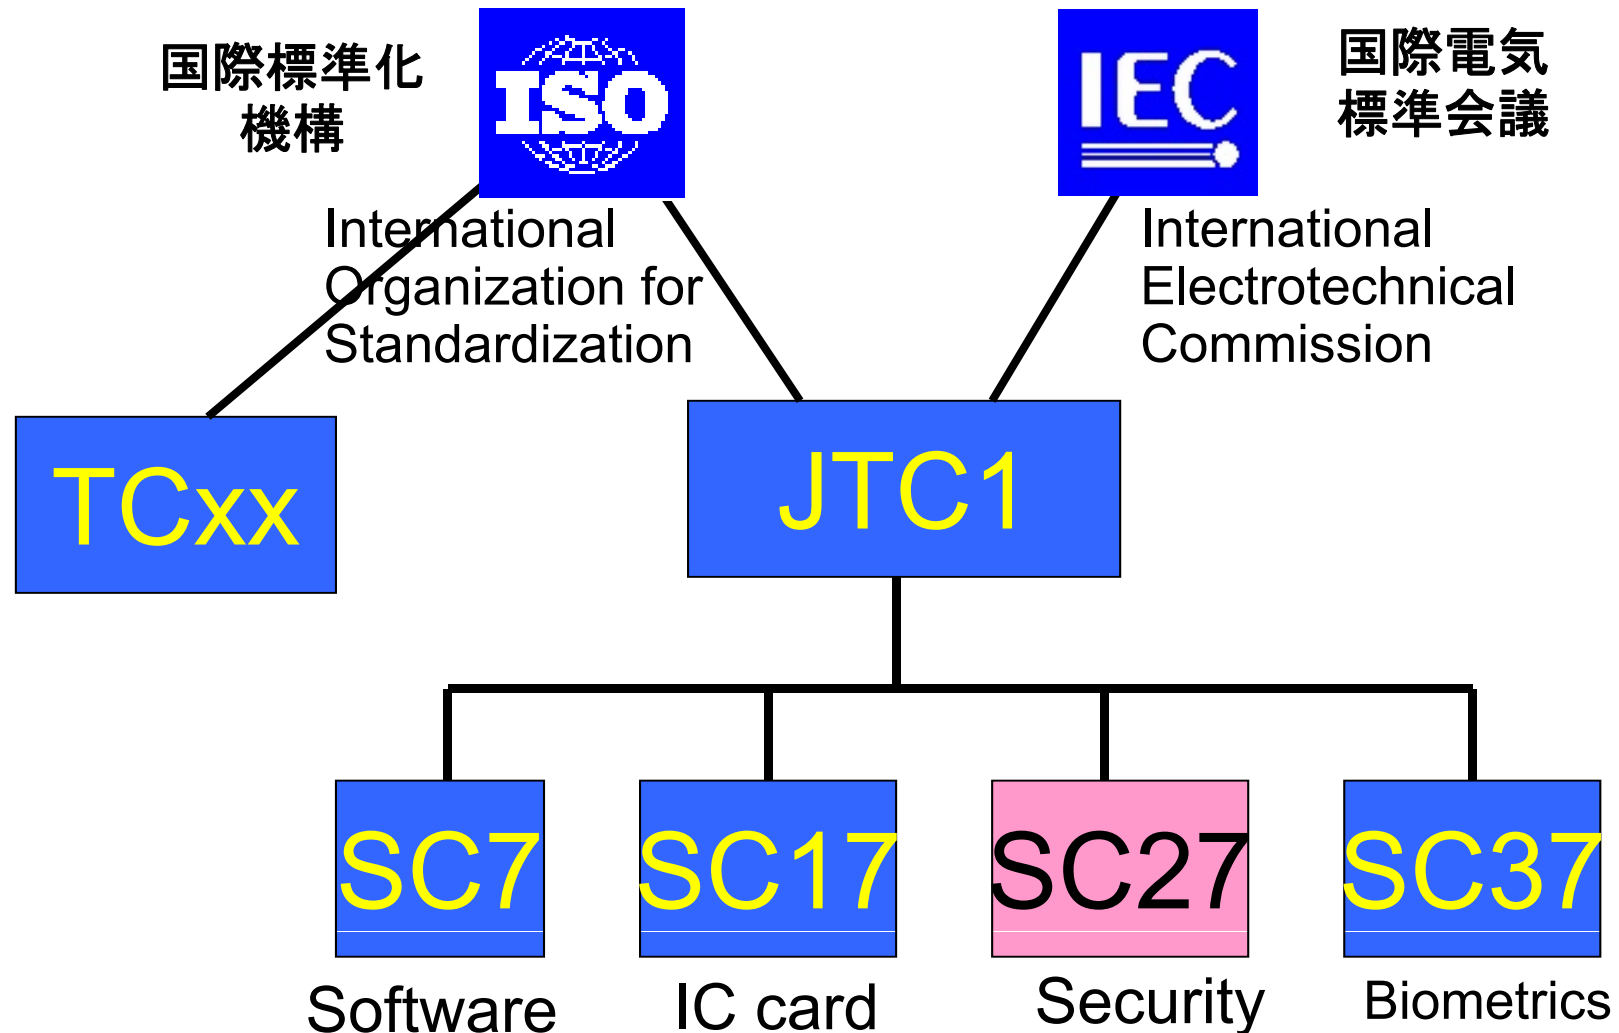 国際標準化
機構
ISO
IEC
国際電気
標準会議
International
Organization for
Standardization
International
Electrotechnical
Commission
TCxx
JTC1
SC7
SC17
SC27
SC37
Software
IC card
Security
Biometrics